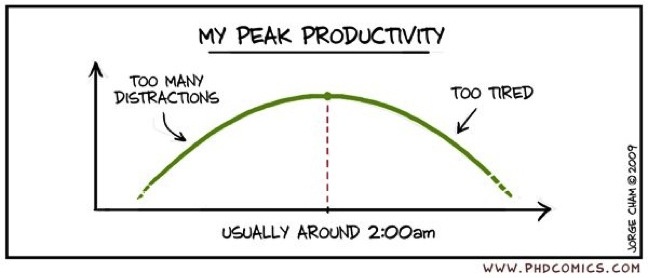 MY PEAK PRODUCTIVITY
TOO MANY
DISTRACTIONS
TOO TIRED
USUALLY AROUND 2:00am
JORGE CHAM © 2009
WWW.PHDCOMICS.COM